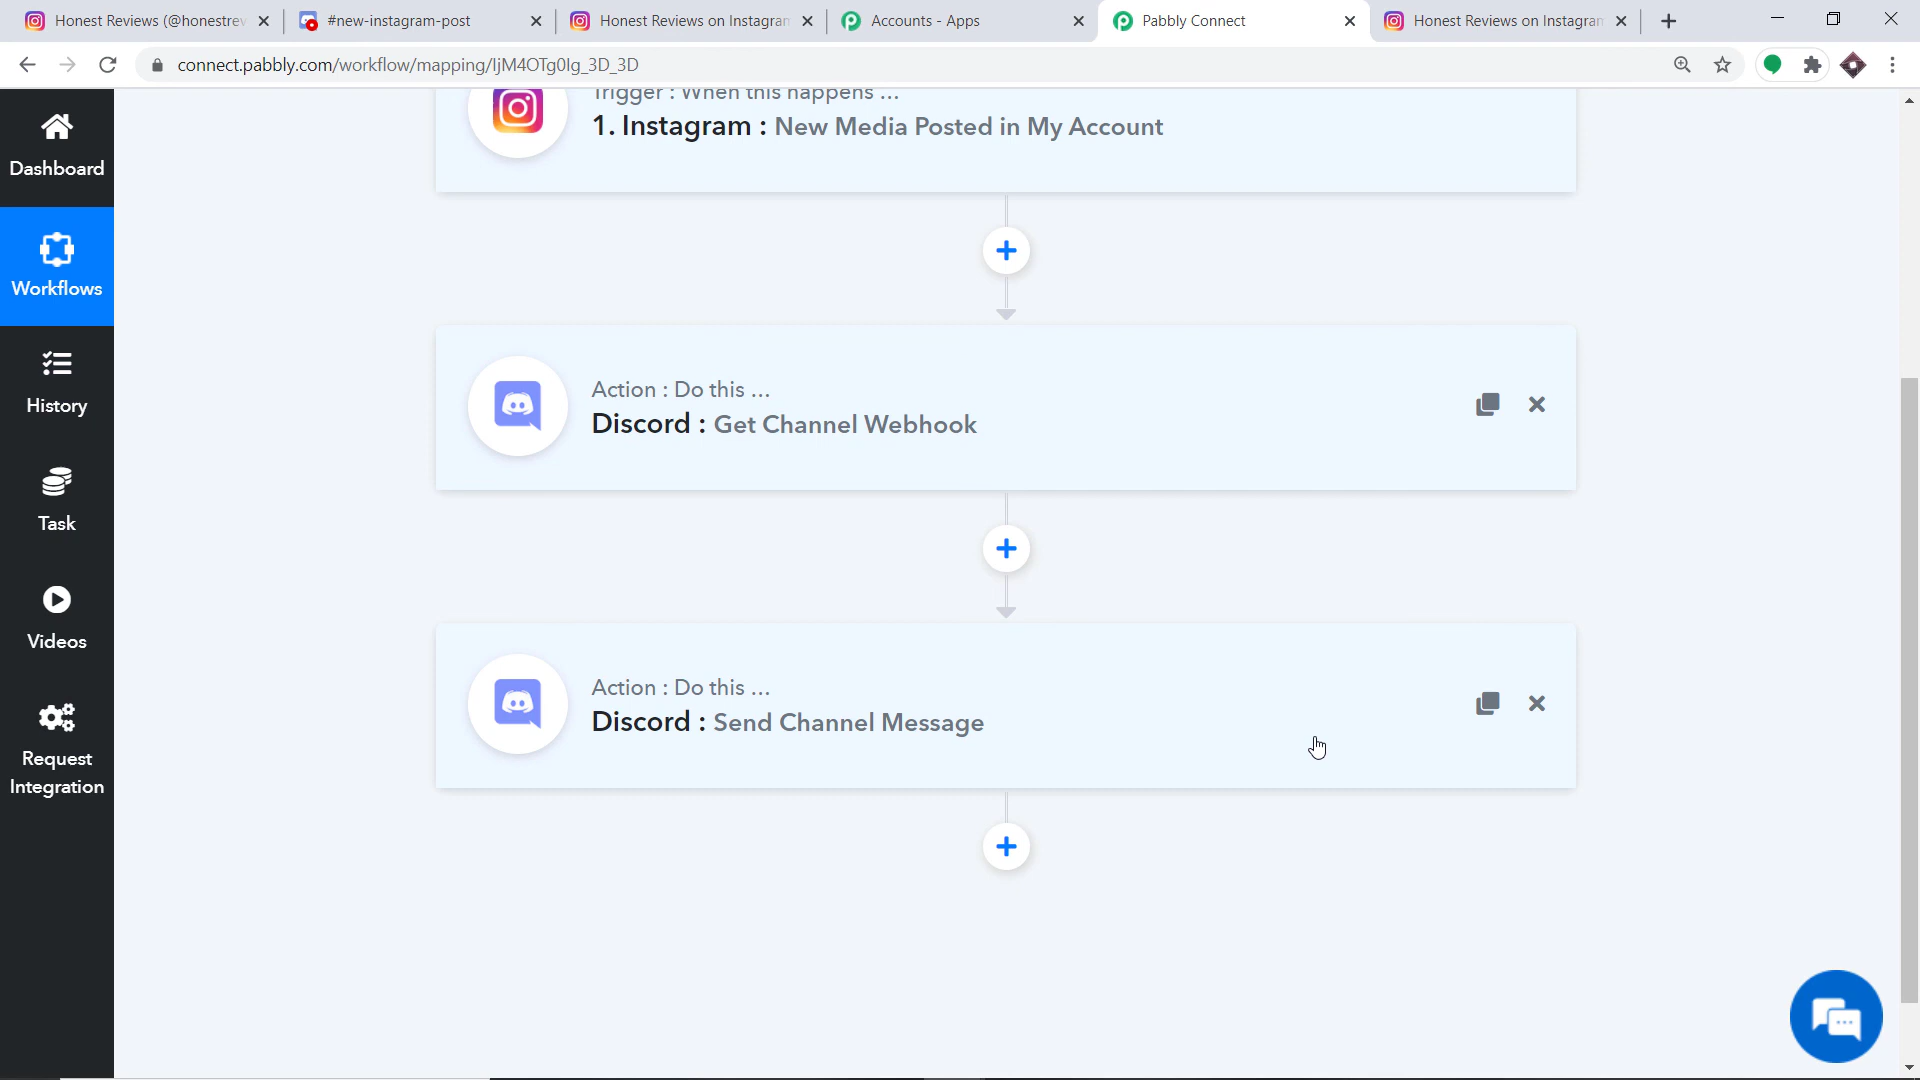 Honest Reviews (@honestrev
#new-instagram-post
Honest Reviews on Instagram
Accounts - Apps
Pabbly Connect
Honest Reviews on Instagram
connect.pabbly.com/workflow/mapping/IjM4OTg0Ig_3D_3D
Dashboard
Workflows
History
Task
Videos
Request
Integration
Trigger : When this happens ...
1. Instagram : New Media Posted in My Account
Action : Do this ...
Discord : Get Channel Webhook
Action : Do this ...
Discord : Send Channel Message